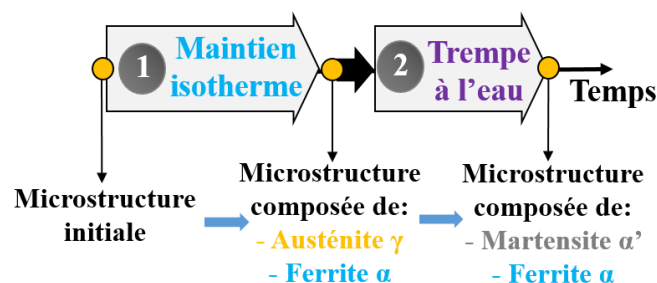 1
Maintien
isotherme
2
Trempe
à l’eau
Temps
Microstructure
initiale
Microstructure
composée de:
- Austénite γ
- Ferrite α
Microstructure
composée de:
- Martensite α’
- Ferrite α